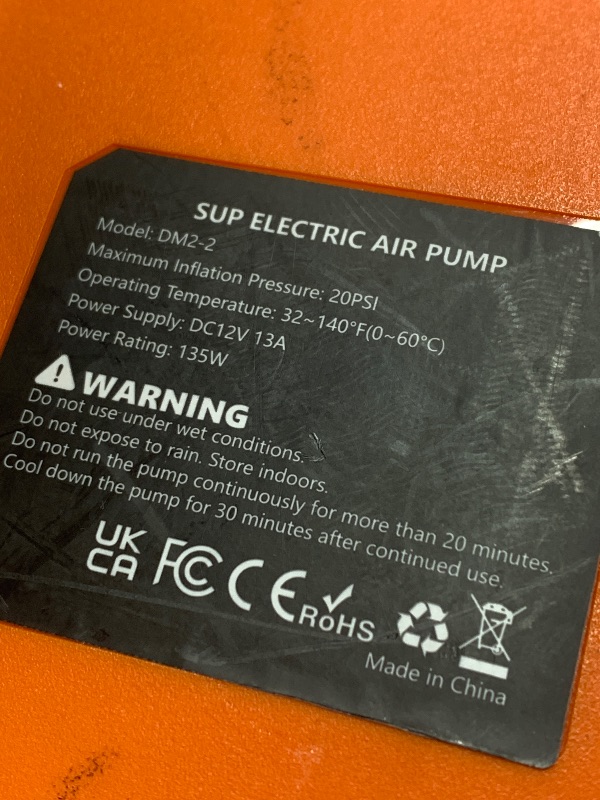 SUP ELECTRIC AIR PUMP
Model: DM2-2
Maximum Inflation Pressure: 20PSI
Operating Temperature: 32~140°F(0~60°C)
Power Supply: DC12V 13A
Power Rating: 135W
WARNING
Do not use under wet conditions.
Do not expose to rain. Store indoors.
Do not run the pump continuously for more than 20 minutes.
Cool down the pump for 30 minutes after continued use.
UK
CA FC CE RoHS
Made in China